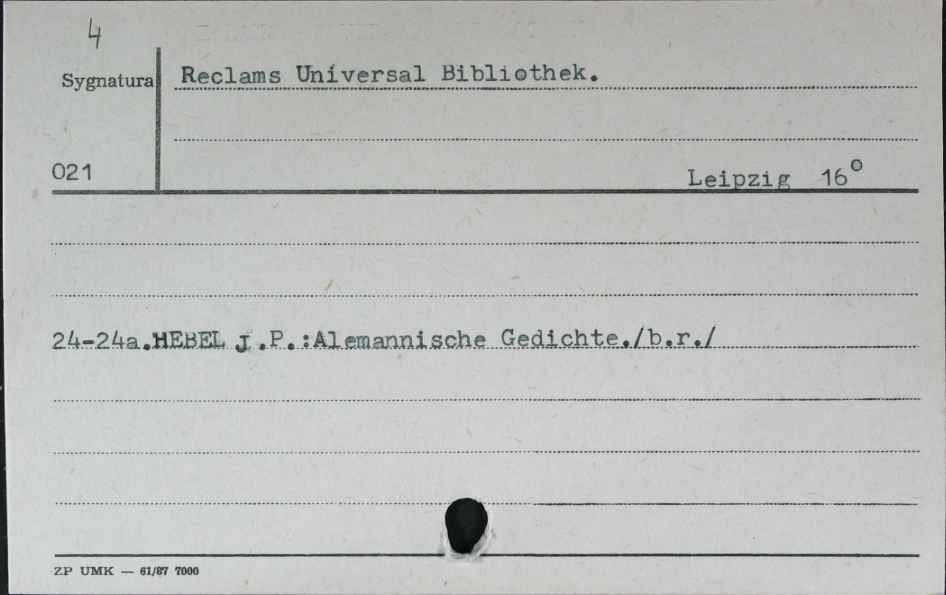 4
Sygnatura
Reclams Universal Bibliothek.
021
Leipzig 16°
24-24a.HEBEL J.P.:Alemannische Gedichte./b.r./
ZP UMK — 61/87 7000